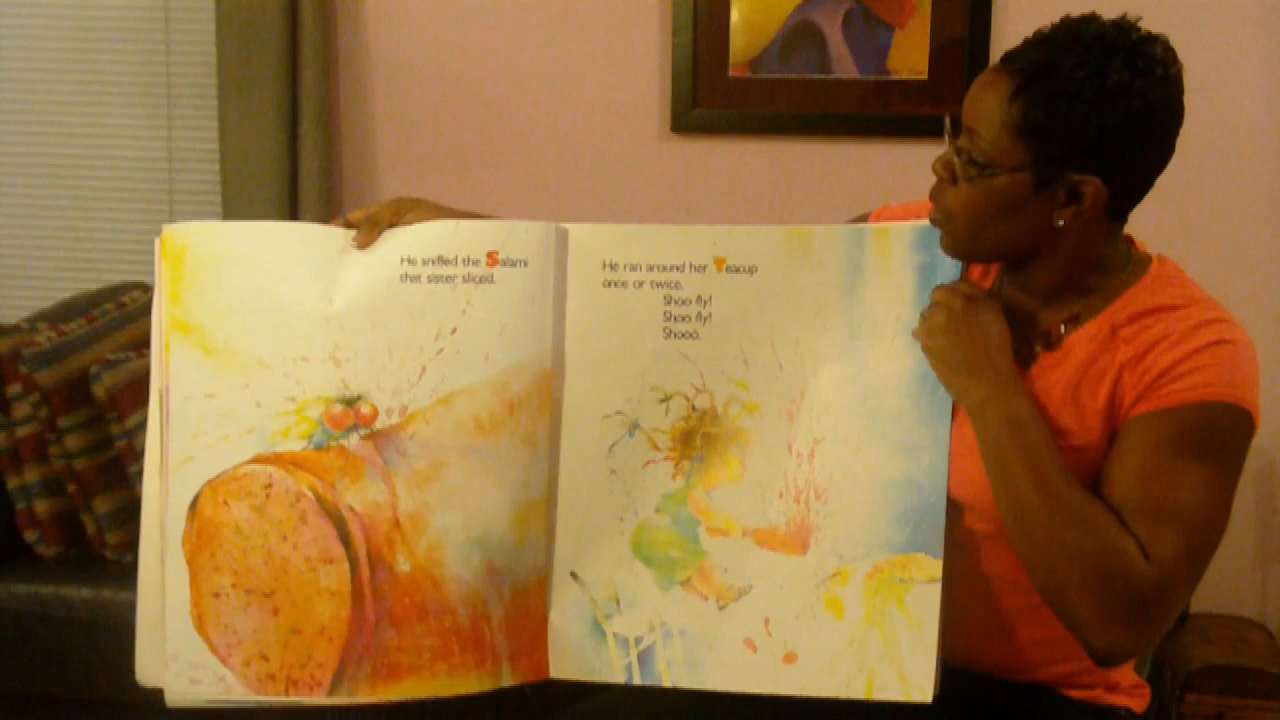 He sniffed the Salami
that sister sliced.
He ran around her Teacup
once or twice.
Shoo fly!
Shoo fly!
Shooo.